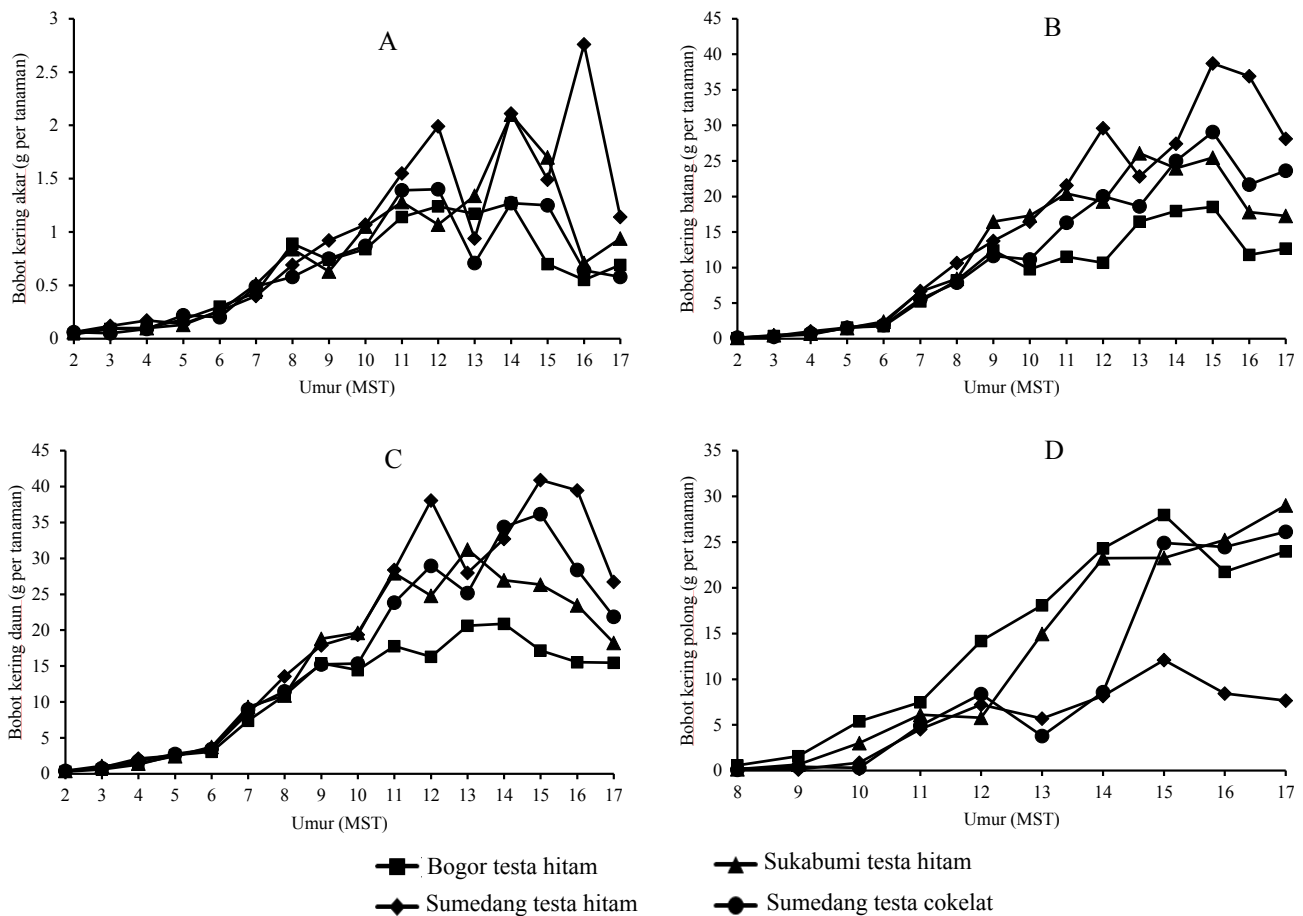 A
Bobot kering akar (g per tanaman)
3
2.5
2
1.5
1
0.5
0
2 3 4 5 6 7 8 9 10 11 12 13 14 15 16 17
Umur (MST)
B
Bobot kering batang (g per tanaman)
45
40
35
30
25
20
15
10
5
0
2 3 4 5 6 7 8 9 10 11 12 13 14 15 16 17
Umur (MST)
C
Bobot kering daun (g per tanaman)
45
40
35
30
25
20
15
10
5
0
2 3 4 5 6 7 8 9 10 11 12 13 14 15 16 17
Umur (MST)
D
Bobot kering polong (g per tanaman)
35
30
25
20
15
10
5
0
8 9 10 11 12 13 14 15 16 17
Umur (MST)
Bogor testa hitam
Sukabumi testa hitam
Sumedang testa hitam
Sumedang testa cokelat